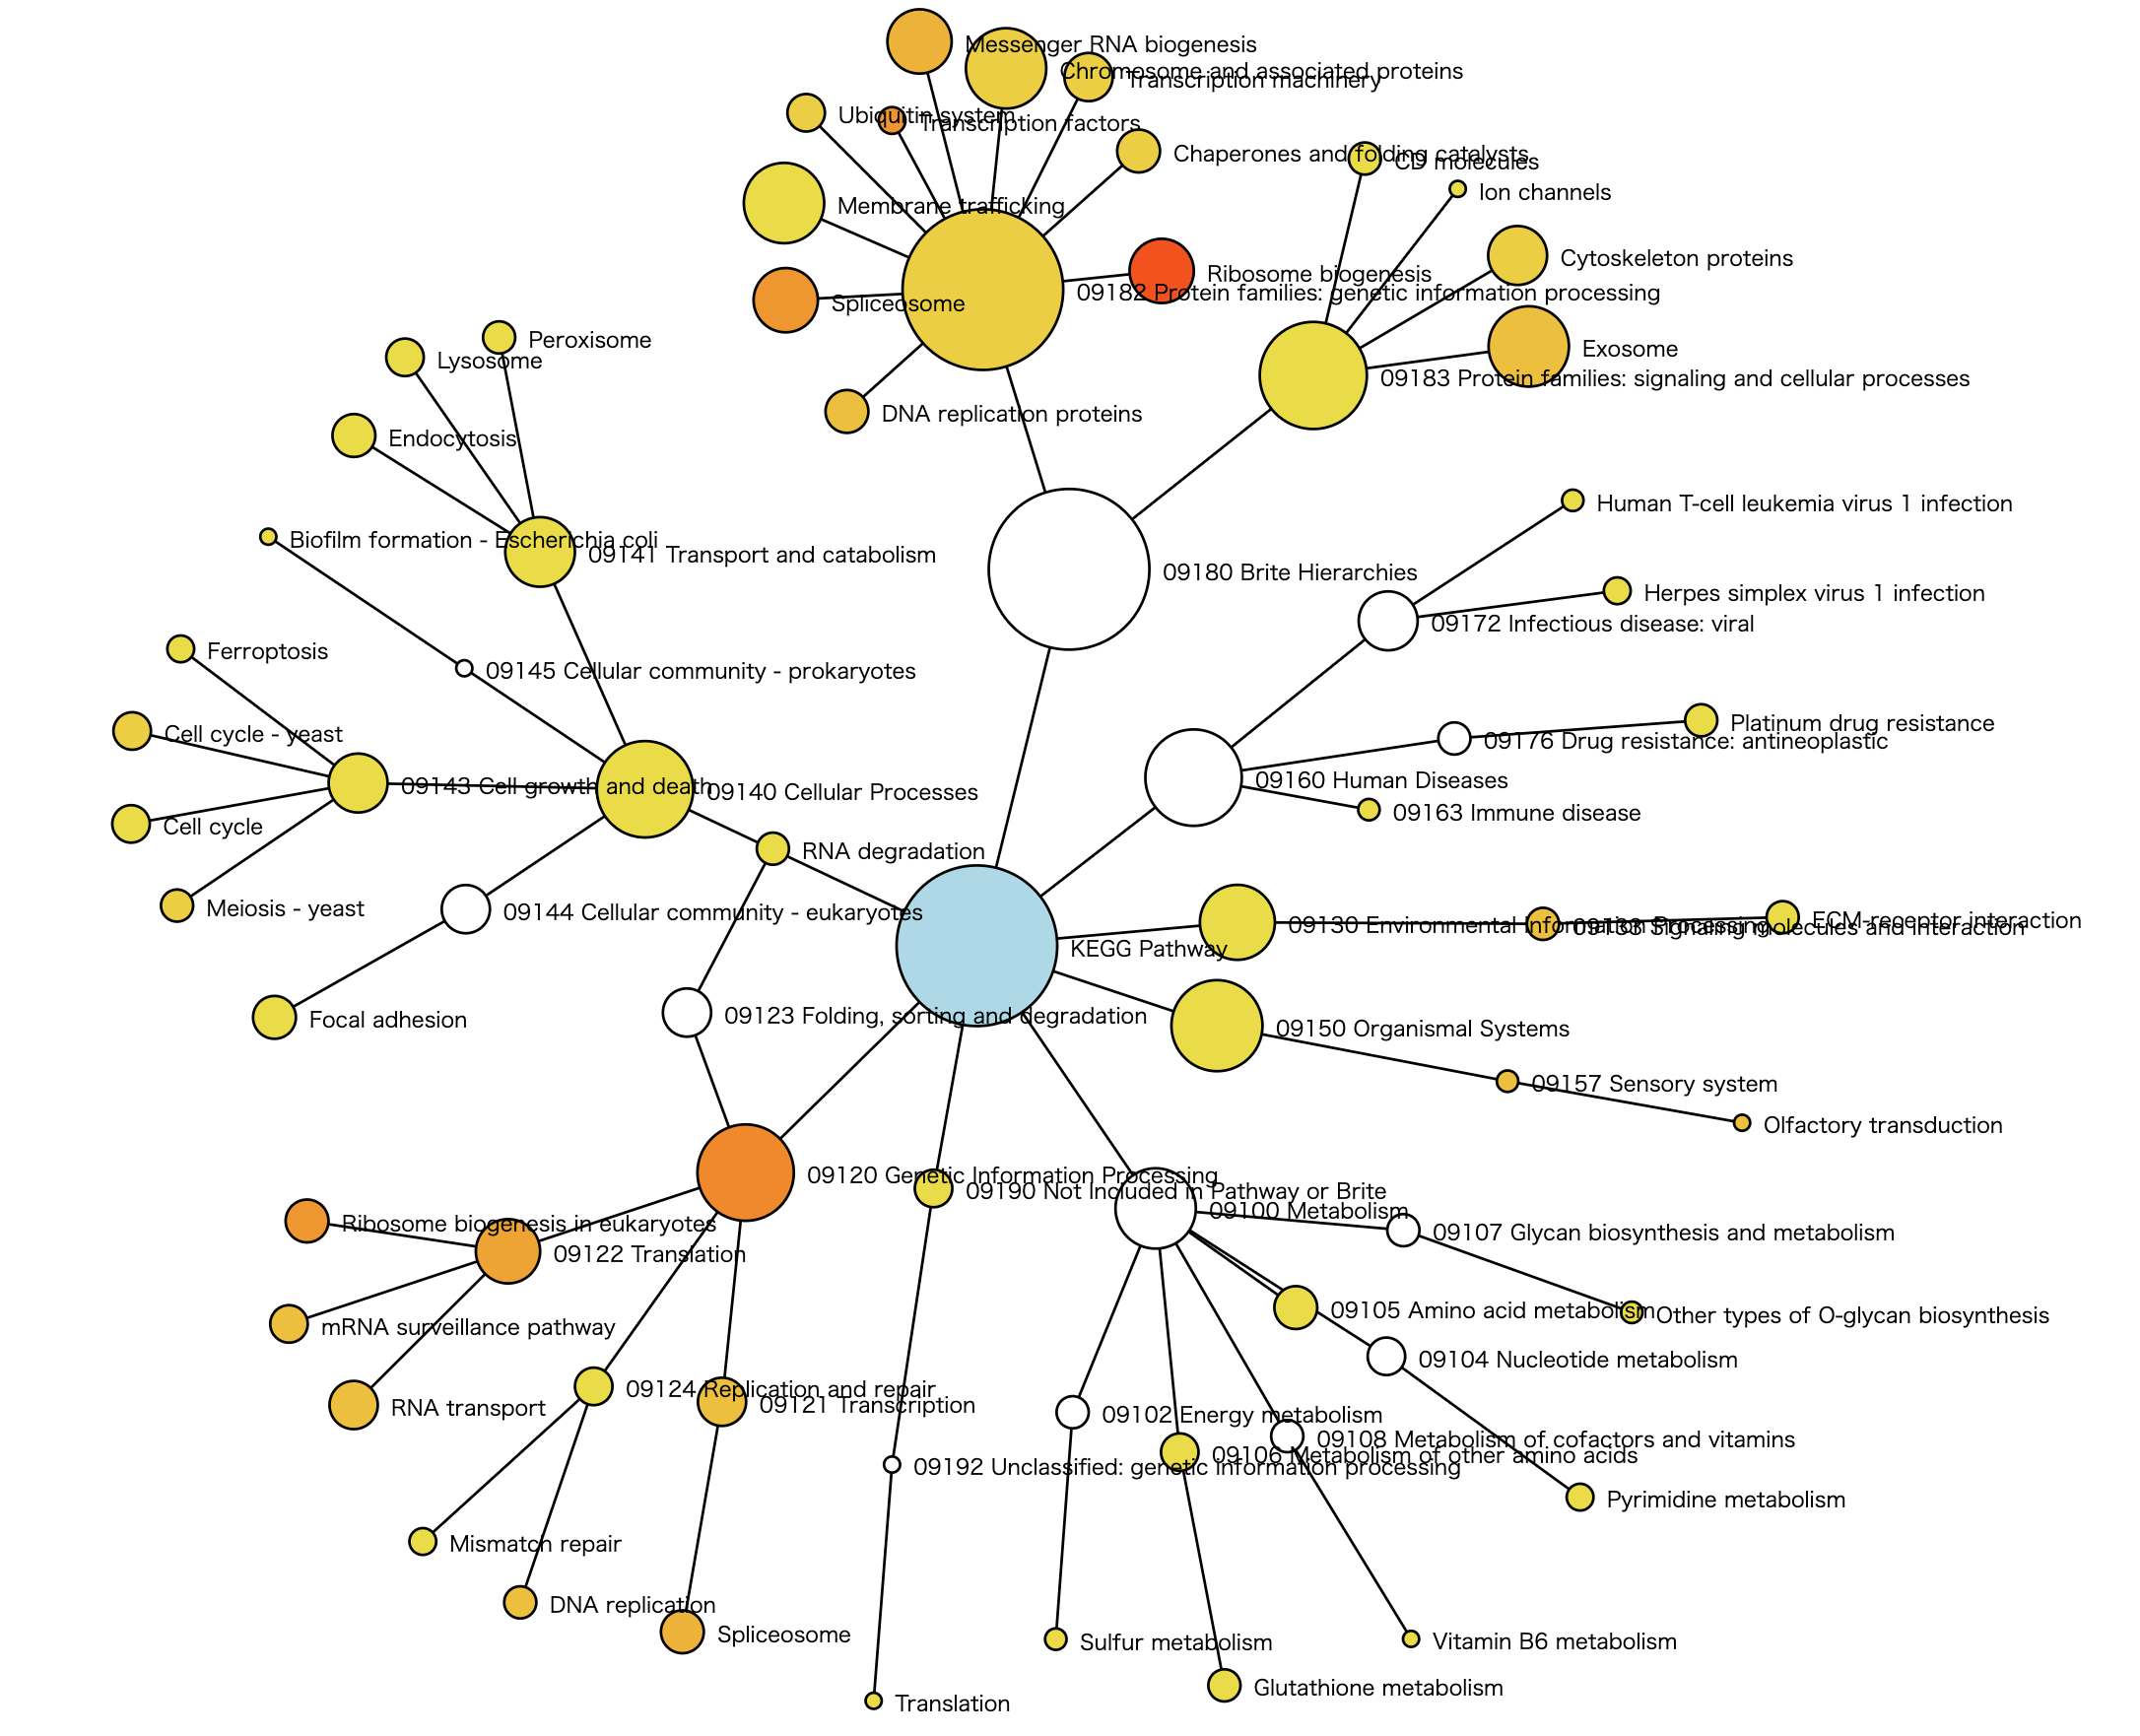 Messenger RNA biogenesis
Chromosome and associated proteins
Transcription machinery
Ubiquitin system
Transcription factors
Chaperones and folding catalysts
CD molecules
Ion channels
Membrane trafficking
Cytoskeleton proteins
Ribosome biogenesis
09182 Protein families: genetic information processing
Spliceosome
Peroxisome
Exosome
Lysosome
09183 Protein families: signaling and cellular processes
DNA replication proteins
Endocytosis
Human T-cell leukemia virus 1 infection
Biofilm formation - Escherichia coli
09141 Transport and catabolism
09180 Brite Hierarchies
Herpes simplex virus 1 infection
09172 Infectious disease: viral
Ferroptosis
09145 Cellular community - prokaryotes
Platinum drug resistance
Cell cycle - yeast
09176 Drug resistance: antineoplastic
09160 Human Diseases
09143 Cell growth and death
09140 Cellular Processes
09163 Immune disease
Cell cycle
RNA degradation
Meiosis - yeast
09144 Cellular community - eukaryotes
ECM-receptor interaction
09130 Environmental Information Processing
09133 Signaling molecules and interaction
KEGG Pathway
Focal adhesion
09123 Folding, sorting and degradation
09150 Organismal Systems
09157 Sensory system
Olfactory transduction
09120 Genetic Information Processing
09190 Not Included in Pathway or Brite
09100 Metabolism
Ribosome biogenesis in eukaryotes
09107 Glycan biosynthesis and metabolism
09122 Translation
09105 Amino acid metabolism
Other types of O-glycan biosynthesis
mRNA surveillance pathway
09104 Nucleotide metabolism
09124 Replication and repair
RNA transport
09121 Transcription
09102 Energy metabolism
09108 Metabolism of cofactors and vitamins
09106 Metabolism of other amino acids
09192 Unclassified: genetic information processing
Pyrimidine metabolism
Mismatch repair
DNA replication
Spliceosome
Sulfur metabolism
Vitamin B6 metabolism
Glutathione metabolism
Translation